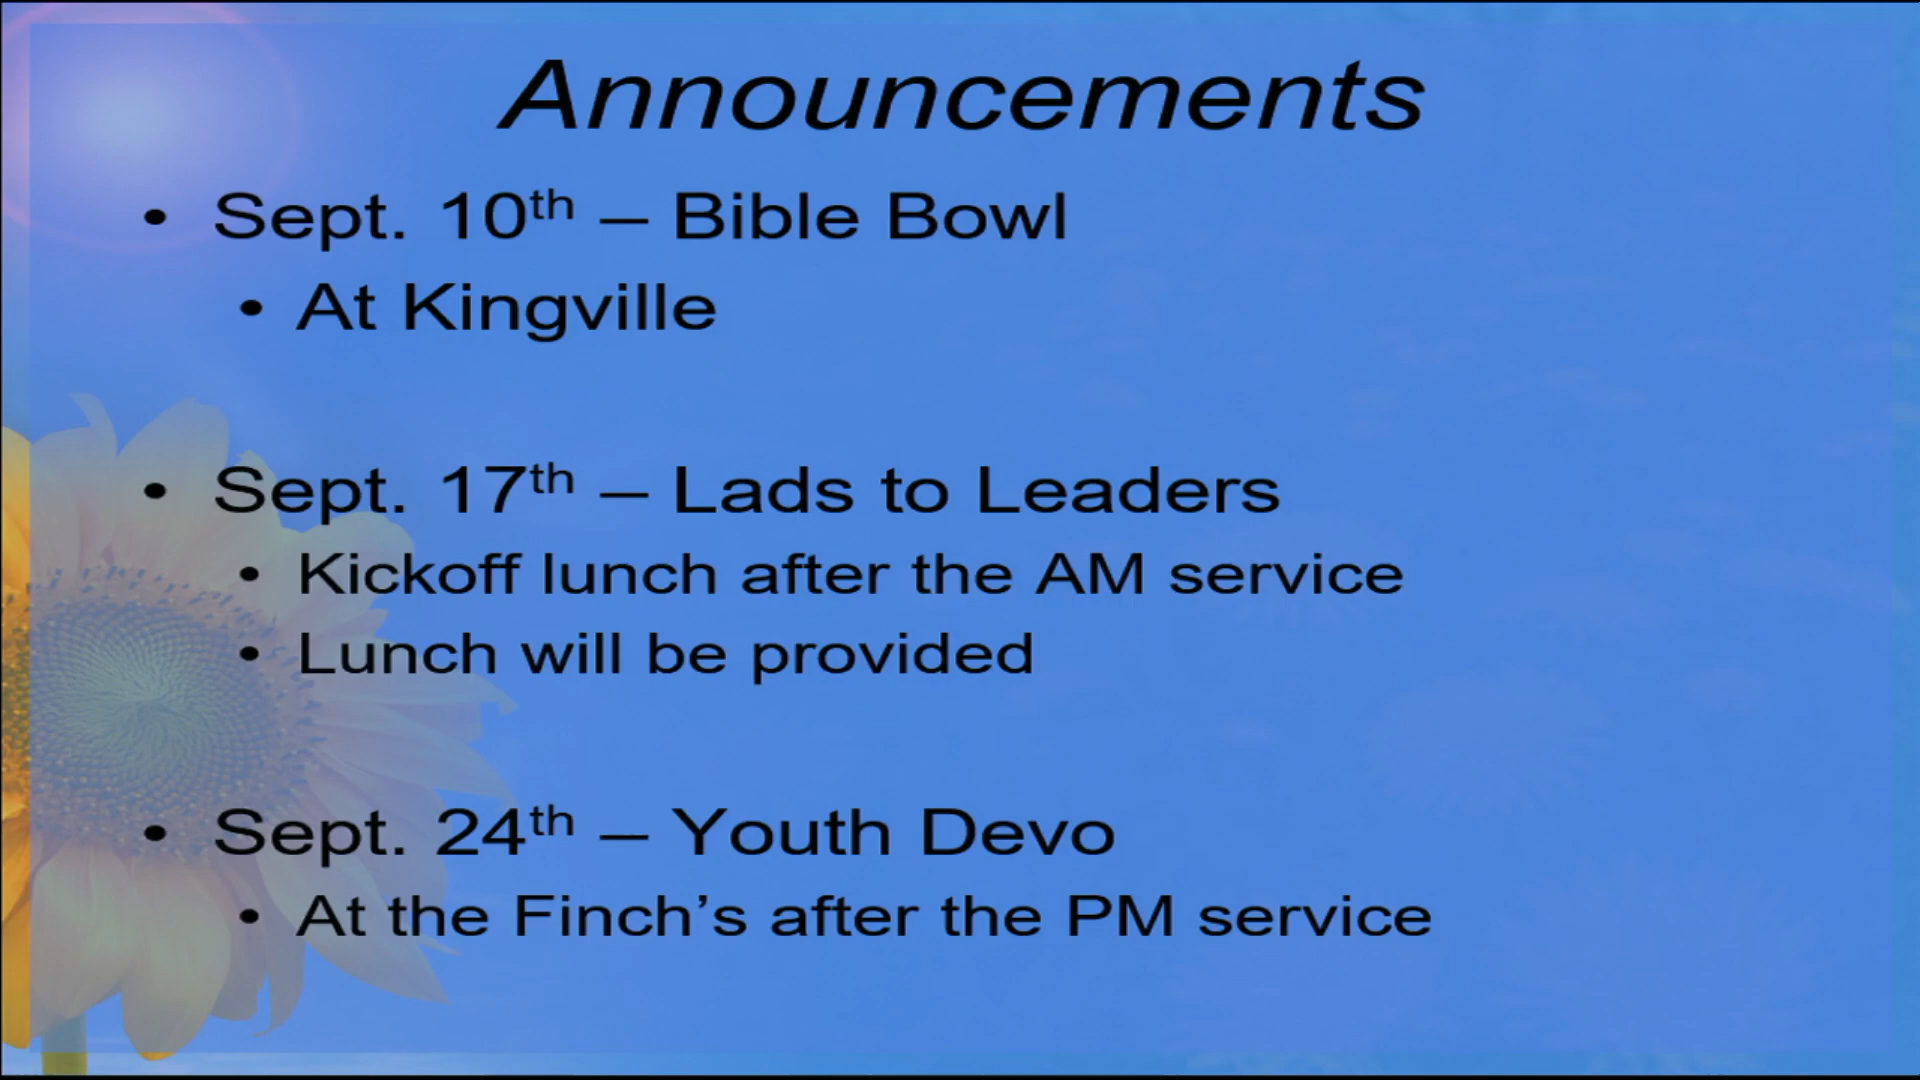 Announcements
• Sept. 10th – Bible Bowl
• At Kingville
• Sept. 17th – Lads to Leaders
• Kickoff lunch after the AM service
• Lunch will be provided
• Sept. 24th – Youth Devo
• At the Finch’s after the PM service